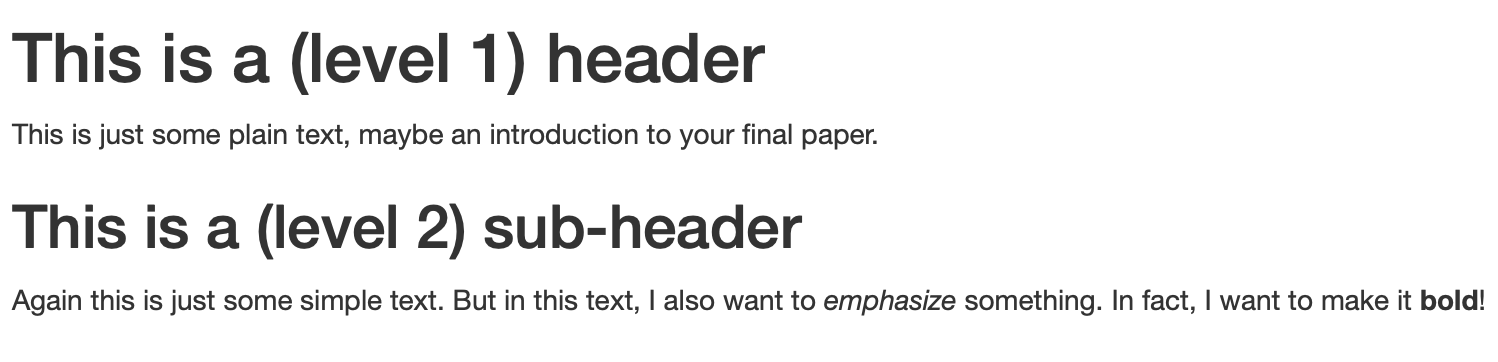 This is a (level 1) header
This is just some plain text, maybe an introduction to your final paper.
This is a (level 2) sub-header
Again this is just some simple text. But in this text, I also want to emphasize something. In fact, I want to make it bold!